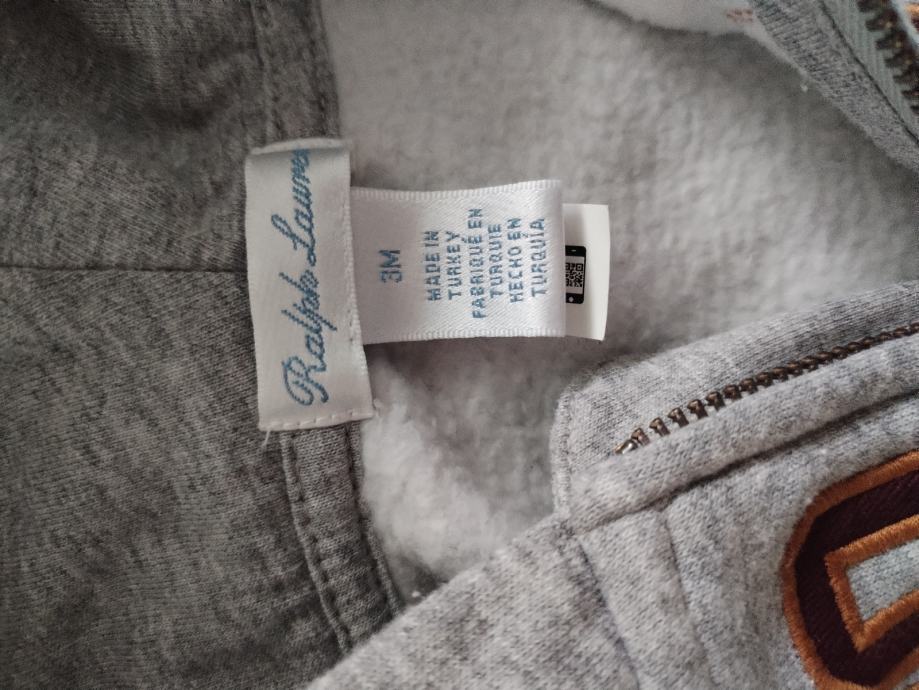 Ralph Lauren
3M
MADE IN
TURKEY
FABRIQUÉ EN
TURQUIE
HECHO EN
TURQUÍA